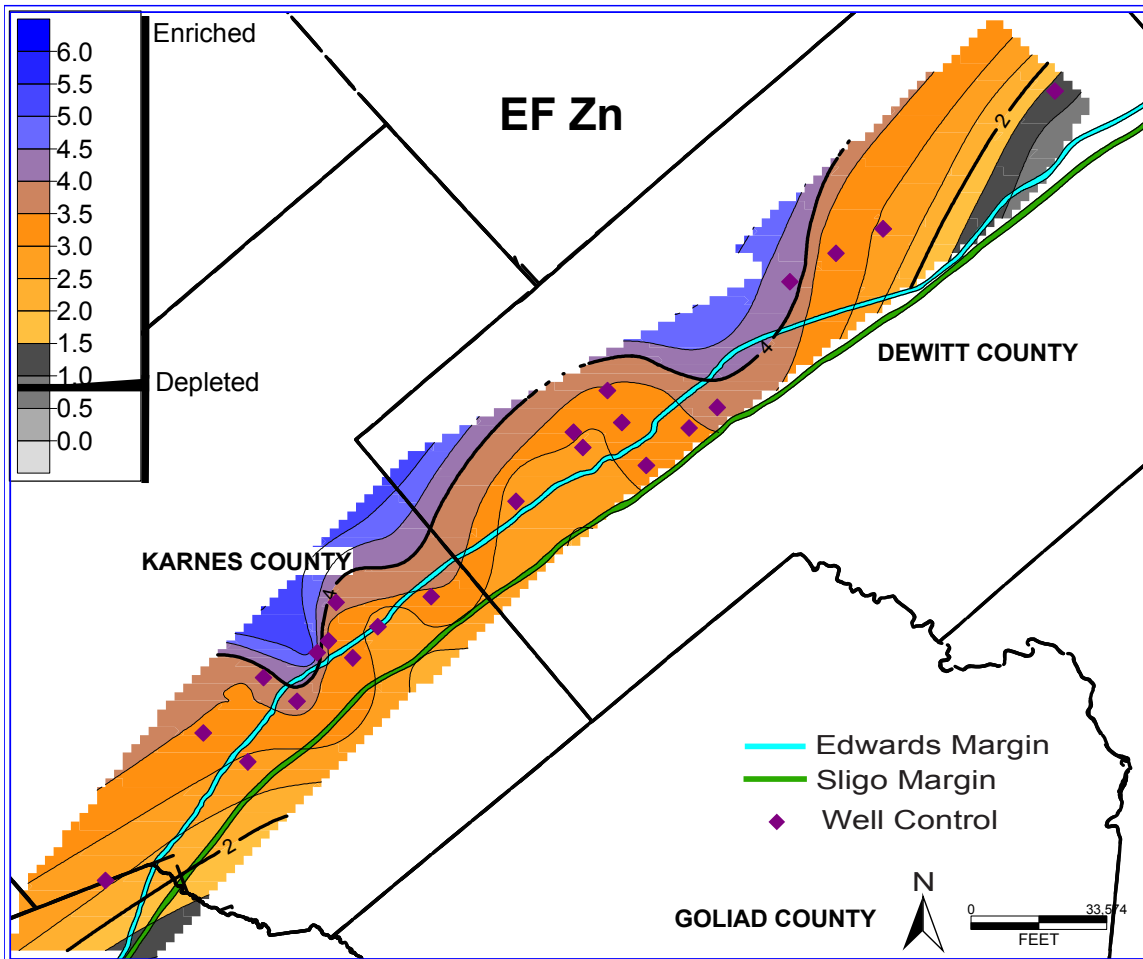 Enriched
6.0
5.5
5.0
4.5
4.0
3.5
3.0
2.5
2.0
1.5
1.0
0.5
0.0
Depleted
EF Zn
2
4
DEWITT COUNTY
KARNES COUNTY
4
2
Edwards Margin
Sligo Margin
Well Control
GOLIAD COUNTY
N
0 33,574
FEET